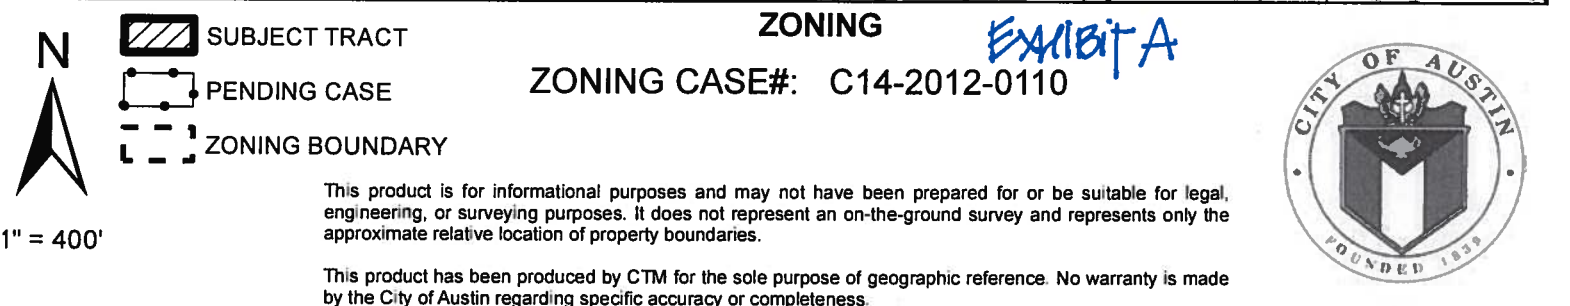 N
SUBJECT TRACT
PENDING CASE
ZONING BOUNDARY
1" = 400'
ZONING
EXHIBIT A
ZONING CASE#: C14-2012-0110
This product is for informational purposes and may not have been prepared for or be suitable for legal,
engineering, or surveying purposes. It does not represent an on-the-ground survey and represents only the
approximate relative location of property boundaries.
This product has been produced by CTM for the sole purpose of geographic reference. No warranty is made
by the City of Austin regarding specific accuracy or completeness.
CITY OF AUSTIN
FOUNDED 1839